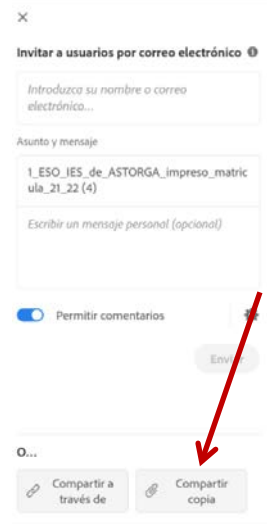 Invitar a usuarios por correo electrónico
Introduzca su nombre o correo
electrónico...
Asunto y mensaje
1_ESO_IES_de_ASTORGA_impreso_matric
ula_21_22 (4)
Escribir un mensaje personal (opcional)
Permitir comentarios
Enviar
O...
Compartir a
través de
Compartir
copia